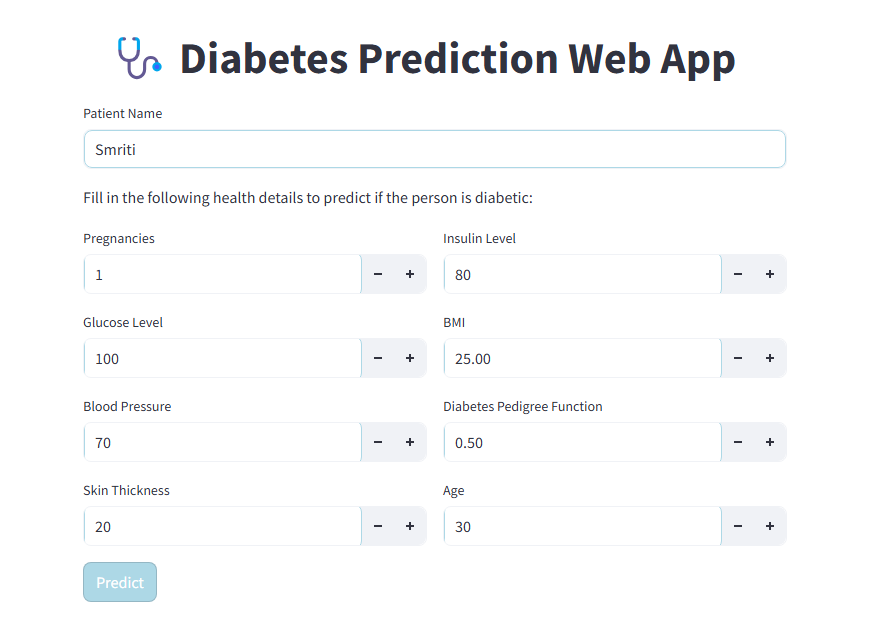 Diabetes Prediction Web App
Patient Name
Smriti
Fill in the following health details to predict if the person is diabetic:
Pregnancies
1
Insulin Level
80
Glucose Level
100
BMI
25.00
Blood Pressure
70
Diabetes Pedigree Function
0.50
Skin Thickness
20
Age
30
Predict